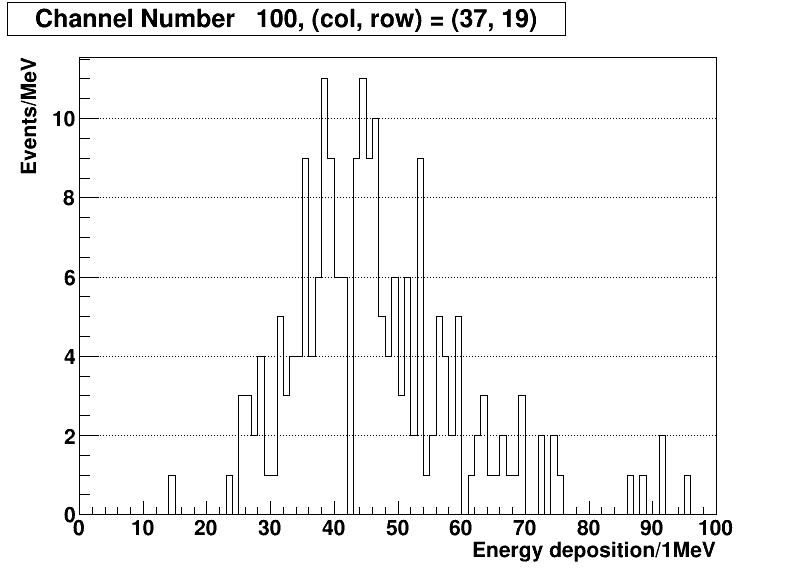 Channel Number 100, (col, row) = (37, 19)
Events/MeV
10
8
6
4
2
0
0 10 20 30 40 50 60 70 80 90 100
Energy deposition/1MeV